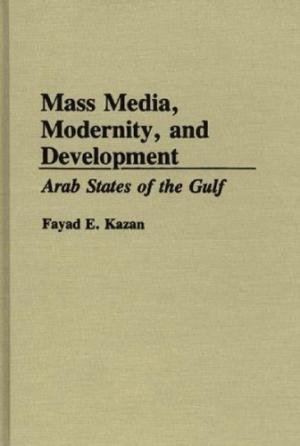 Mass Media,
Modernity, and
Development
Arab States of the Gulf
Fayad E. Kazan